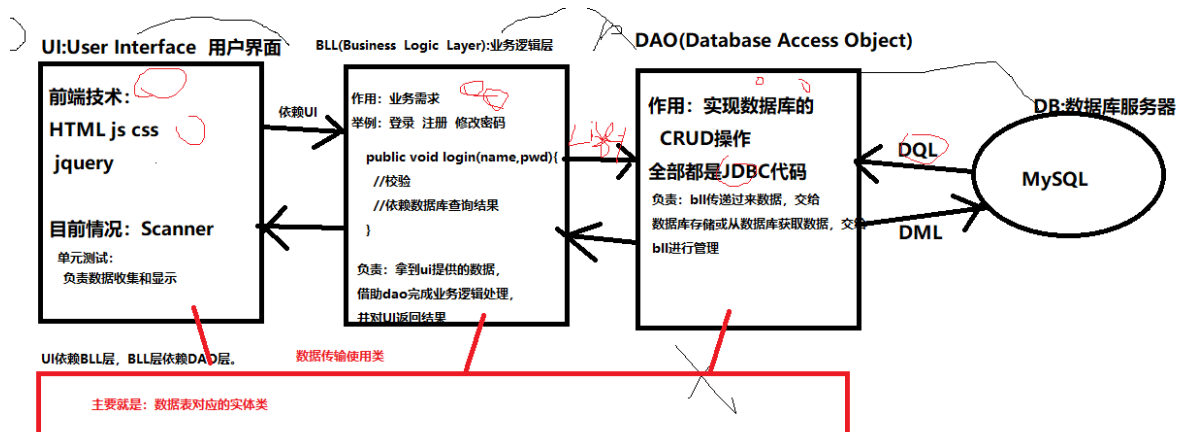 UI:User Interface 用户界面
BLL(Business Logic Layer):业务逻辑层
DAO(Database Access Object)
前端技术：
HTML js css
jquery
目前情况：Scanner
单元测试：
负责数据收集和显示
依赖UI
作用：业务需求
举例：登录 注册 修改密码
public void login(name,pwd){
//校验
//依赖数据库查询结果
}
负责：拿到ui提供的数据，
借助dao完成业务逻辑处理，
并对UI返回结果
作用：实现数据库的
CRUD操作
全部都是JDBC代码
负责：bll传递过来数据，交给
数据库存储或从数据库获取数据，交给
bll进行管理
DB:数据库服务器
DQL
MySQL
DML
UI依赖BLL层，BLL层依赖DAO层。
数据传输使用类
主要就是：数据表对应的实体类